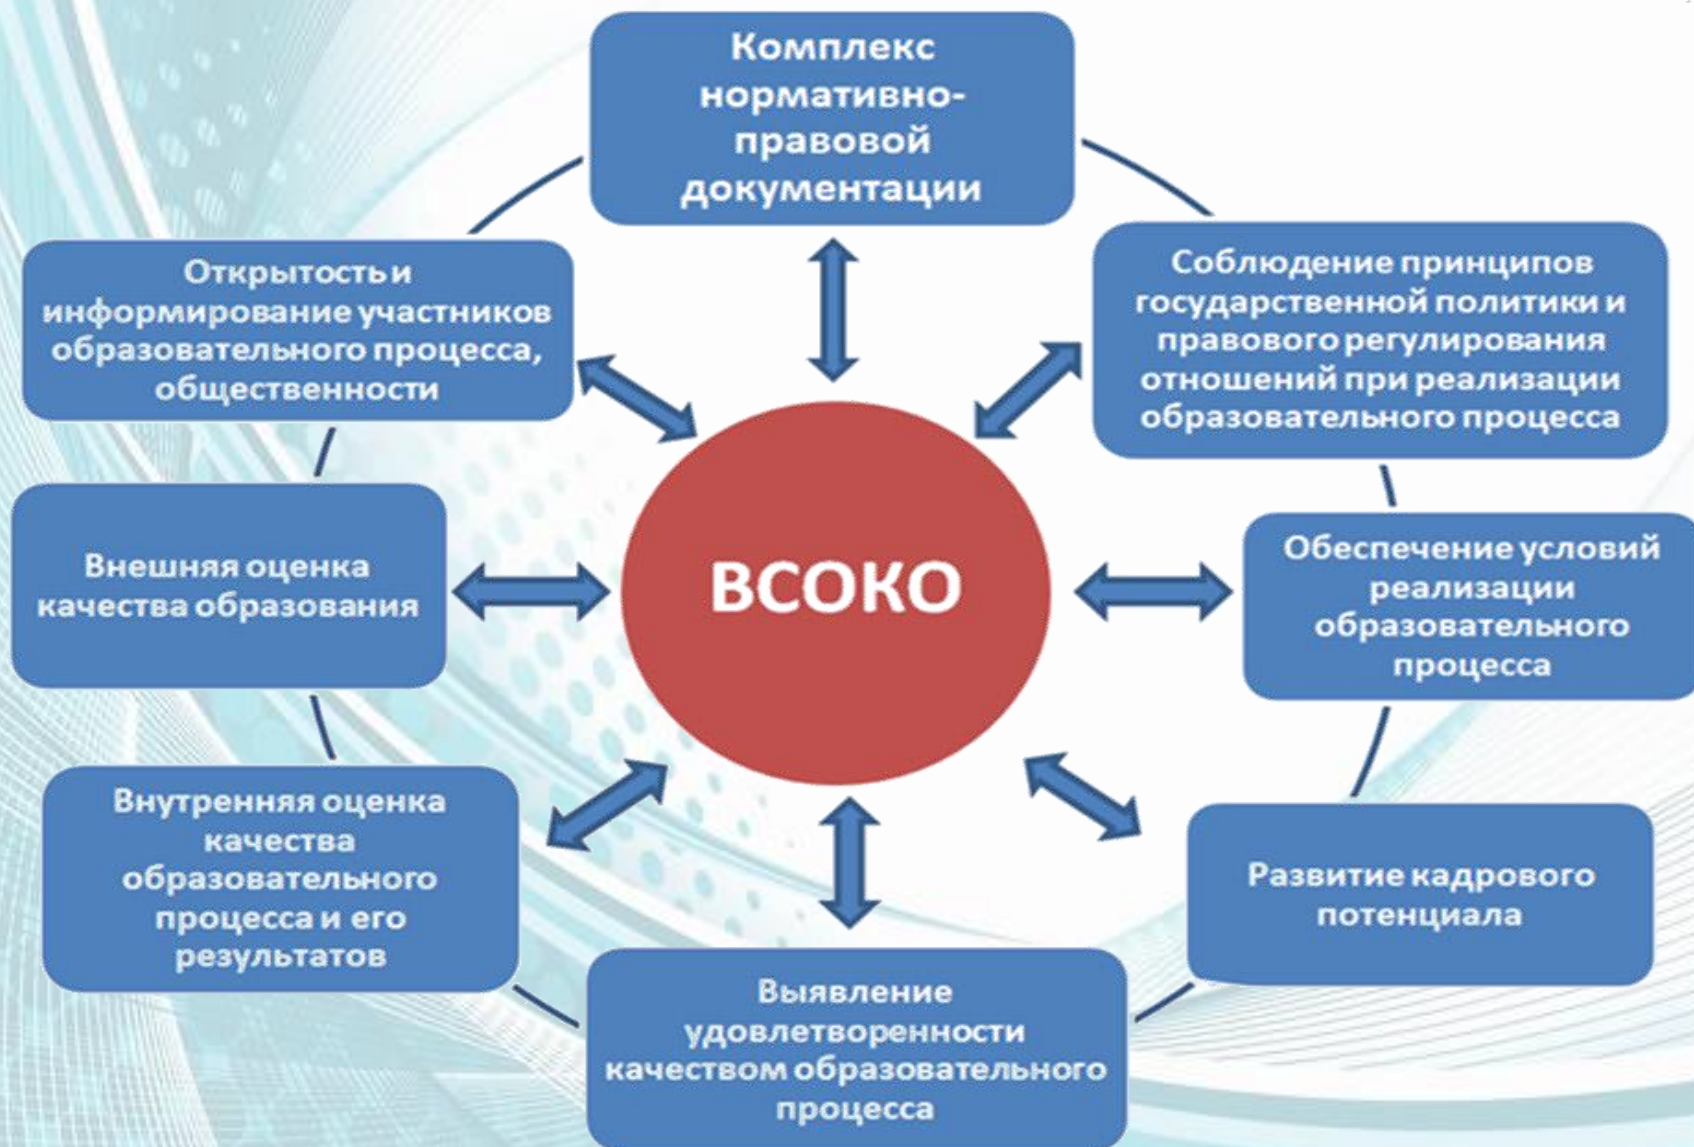 Комплекс
нормативно-
правовой
документации
Открытость и
информирование участников
образовательного процесса,
общественности
Соблюдение принципов
государственной политики и
правового регулирования
отношений при реализации
образовательного процесса
Внешняя оценка
качества образования
ВСОКО
Обеспечение условий
реализации
образовательного
процесса
Внутренняя оценка
качества
образовательного
процесса и его
результатов
Развитие кадрового
потенциала
Выявление
удовлетворенности
качеством образовательного
процесса